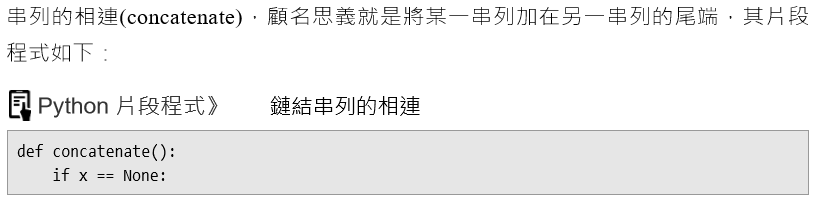 串列的相連(concatenate)，顧名思義就是將某一串列加在另一串列的尾端，其片段
程式如下：
Python 片段程式》 鏈結串列的相連
def concatenate():
    if x == None: